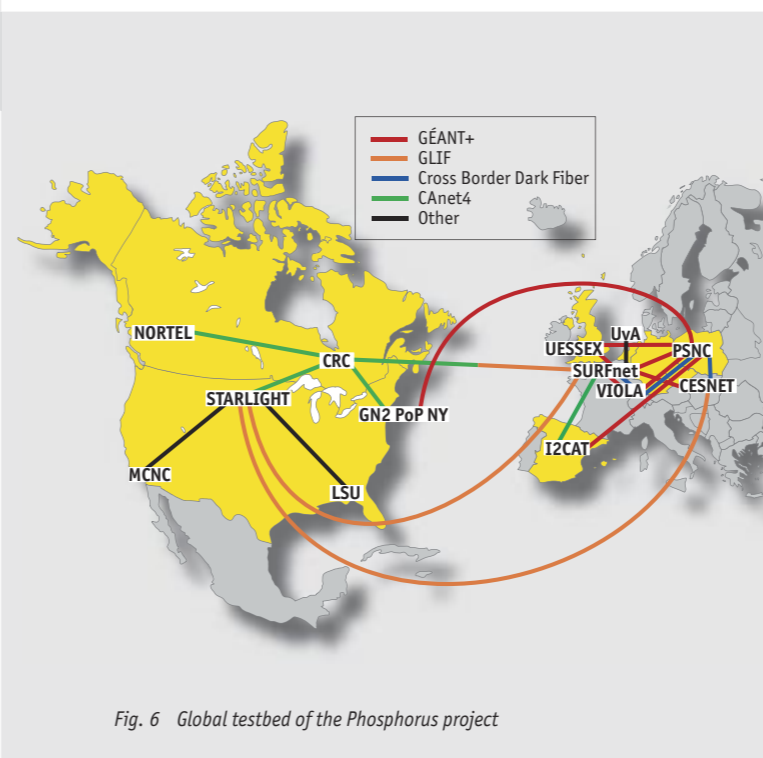 GÉANT+
GLIF
Cross Border Dark Fiber
CAnet4
Other
NORTEL
CRC
STARLIGHT
GN2 PoP NY
MCNC
LSU
UvA
UESSEX
PSNC
SURFnet
VIOLA
CESNET
I2CAT
Fig. 6 Global testbed of the Phosphorus project